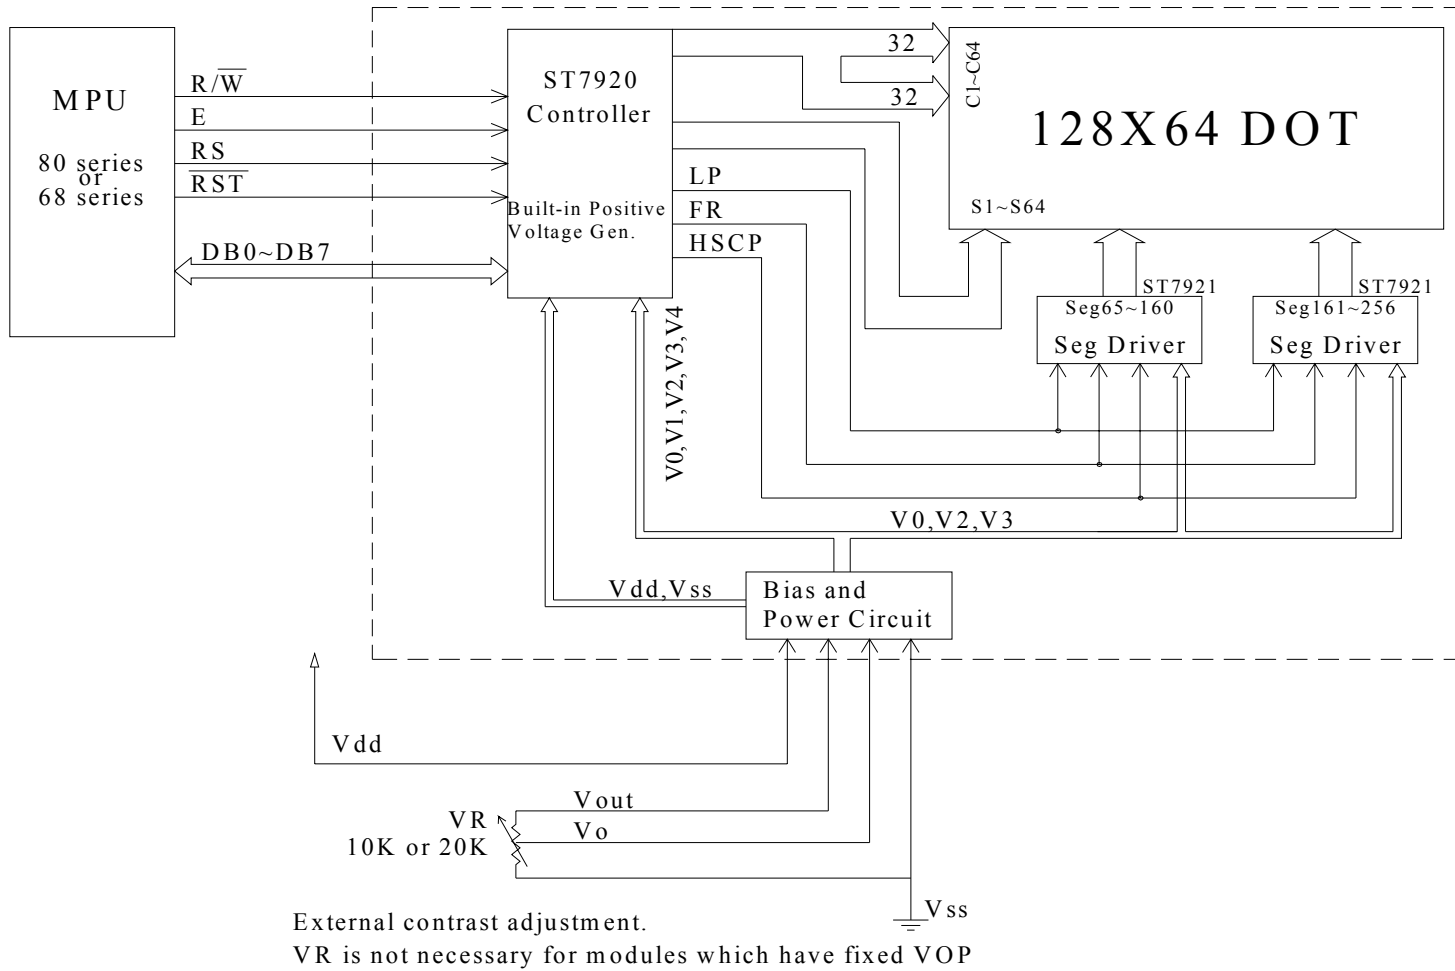 MPU
80 series
or
68 series
R/W̅
E
RS
R̅S̅T̅
DB0~DB7
ST7920
Controller
Built-in Positive
Voltage Gen.
32
32
C1~C64
128X64 DOT
S1~S64
LP
FR
HSCP
ST7921
Seg65~160
Seg Driver
ST7921
Seg161~256
Seg Driver
V0,V1,V2,V3,V4
V0,V2,V3
Vdd,Vss
Bias and
Power Circuit
Vdd
Vout
VR
Vo
10K or 20K
Vss
External contrast adjustment.
VR is not necessary for modules which have fixed VOP